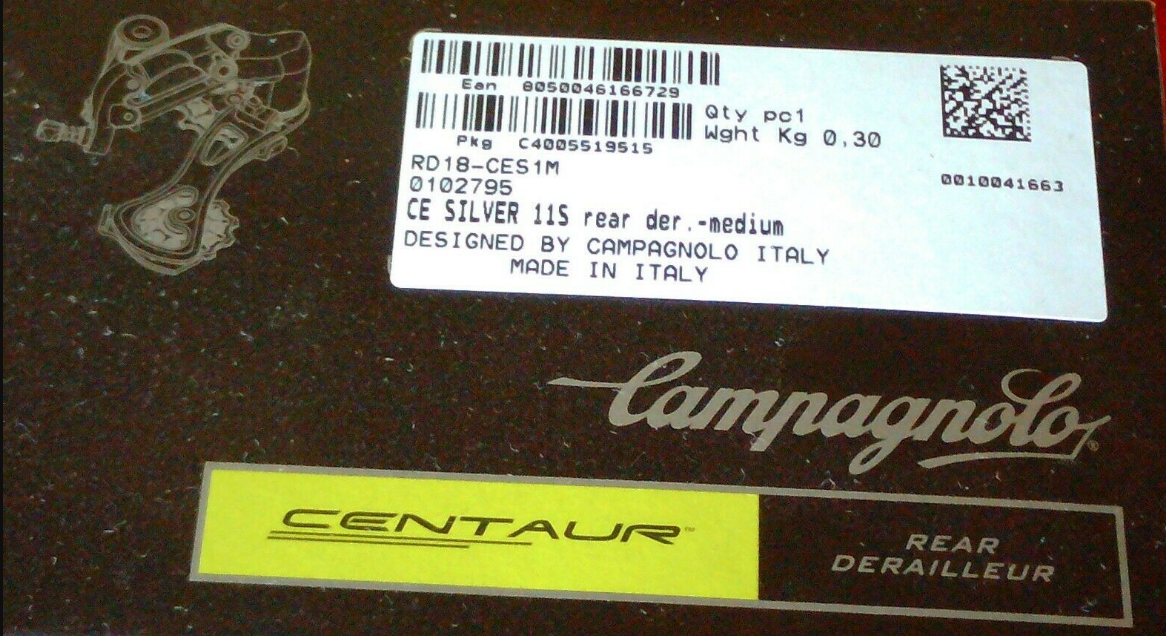 Ean 8050046166729
Qty pc1
Wght Kg 0,30
Pkg C4005519515
RD18-CES1M
0102795
0010041663
CE SILVER 11S rear der.-medium
DESIGNED BY CAMPAGNOLO ITALY
MADE IN ITALY
Campagnolo®
CENTAUR™
REAR
DERAILLEUR